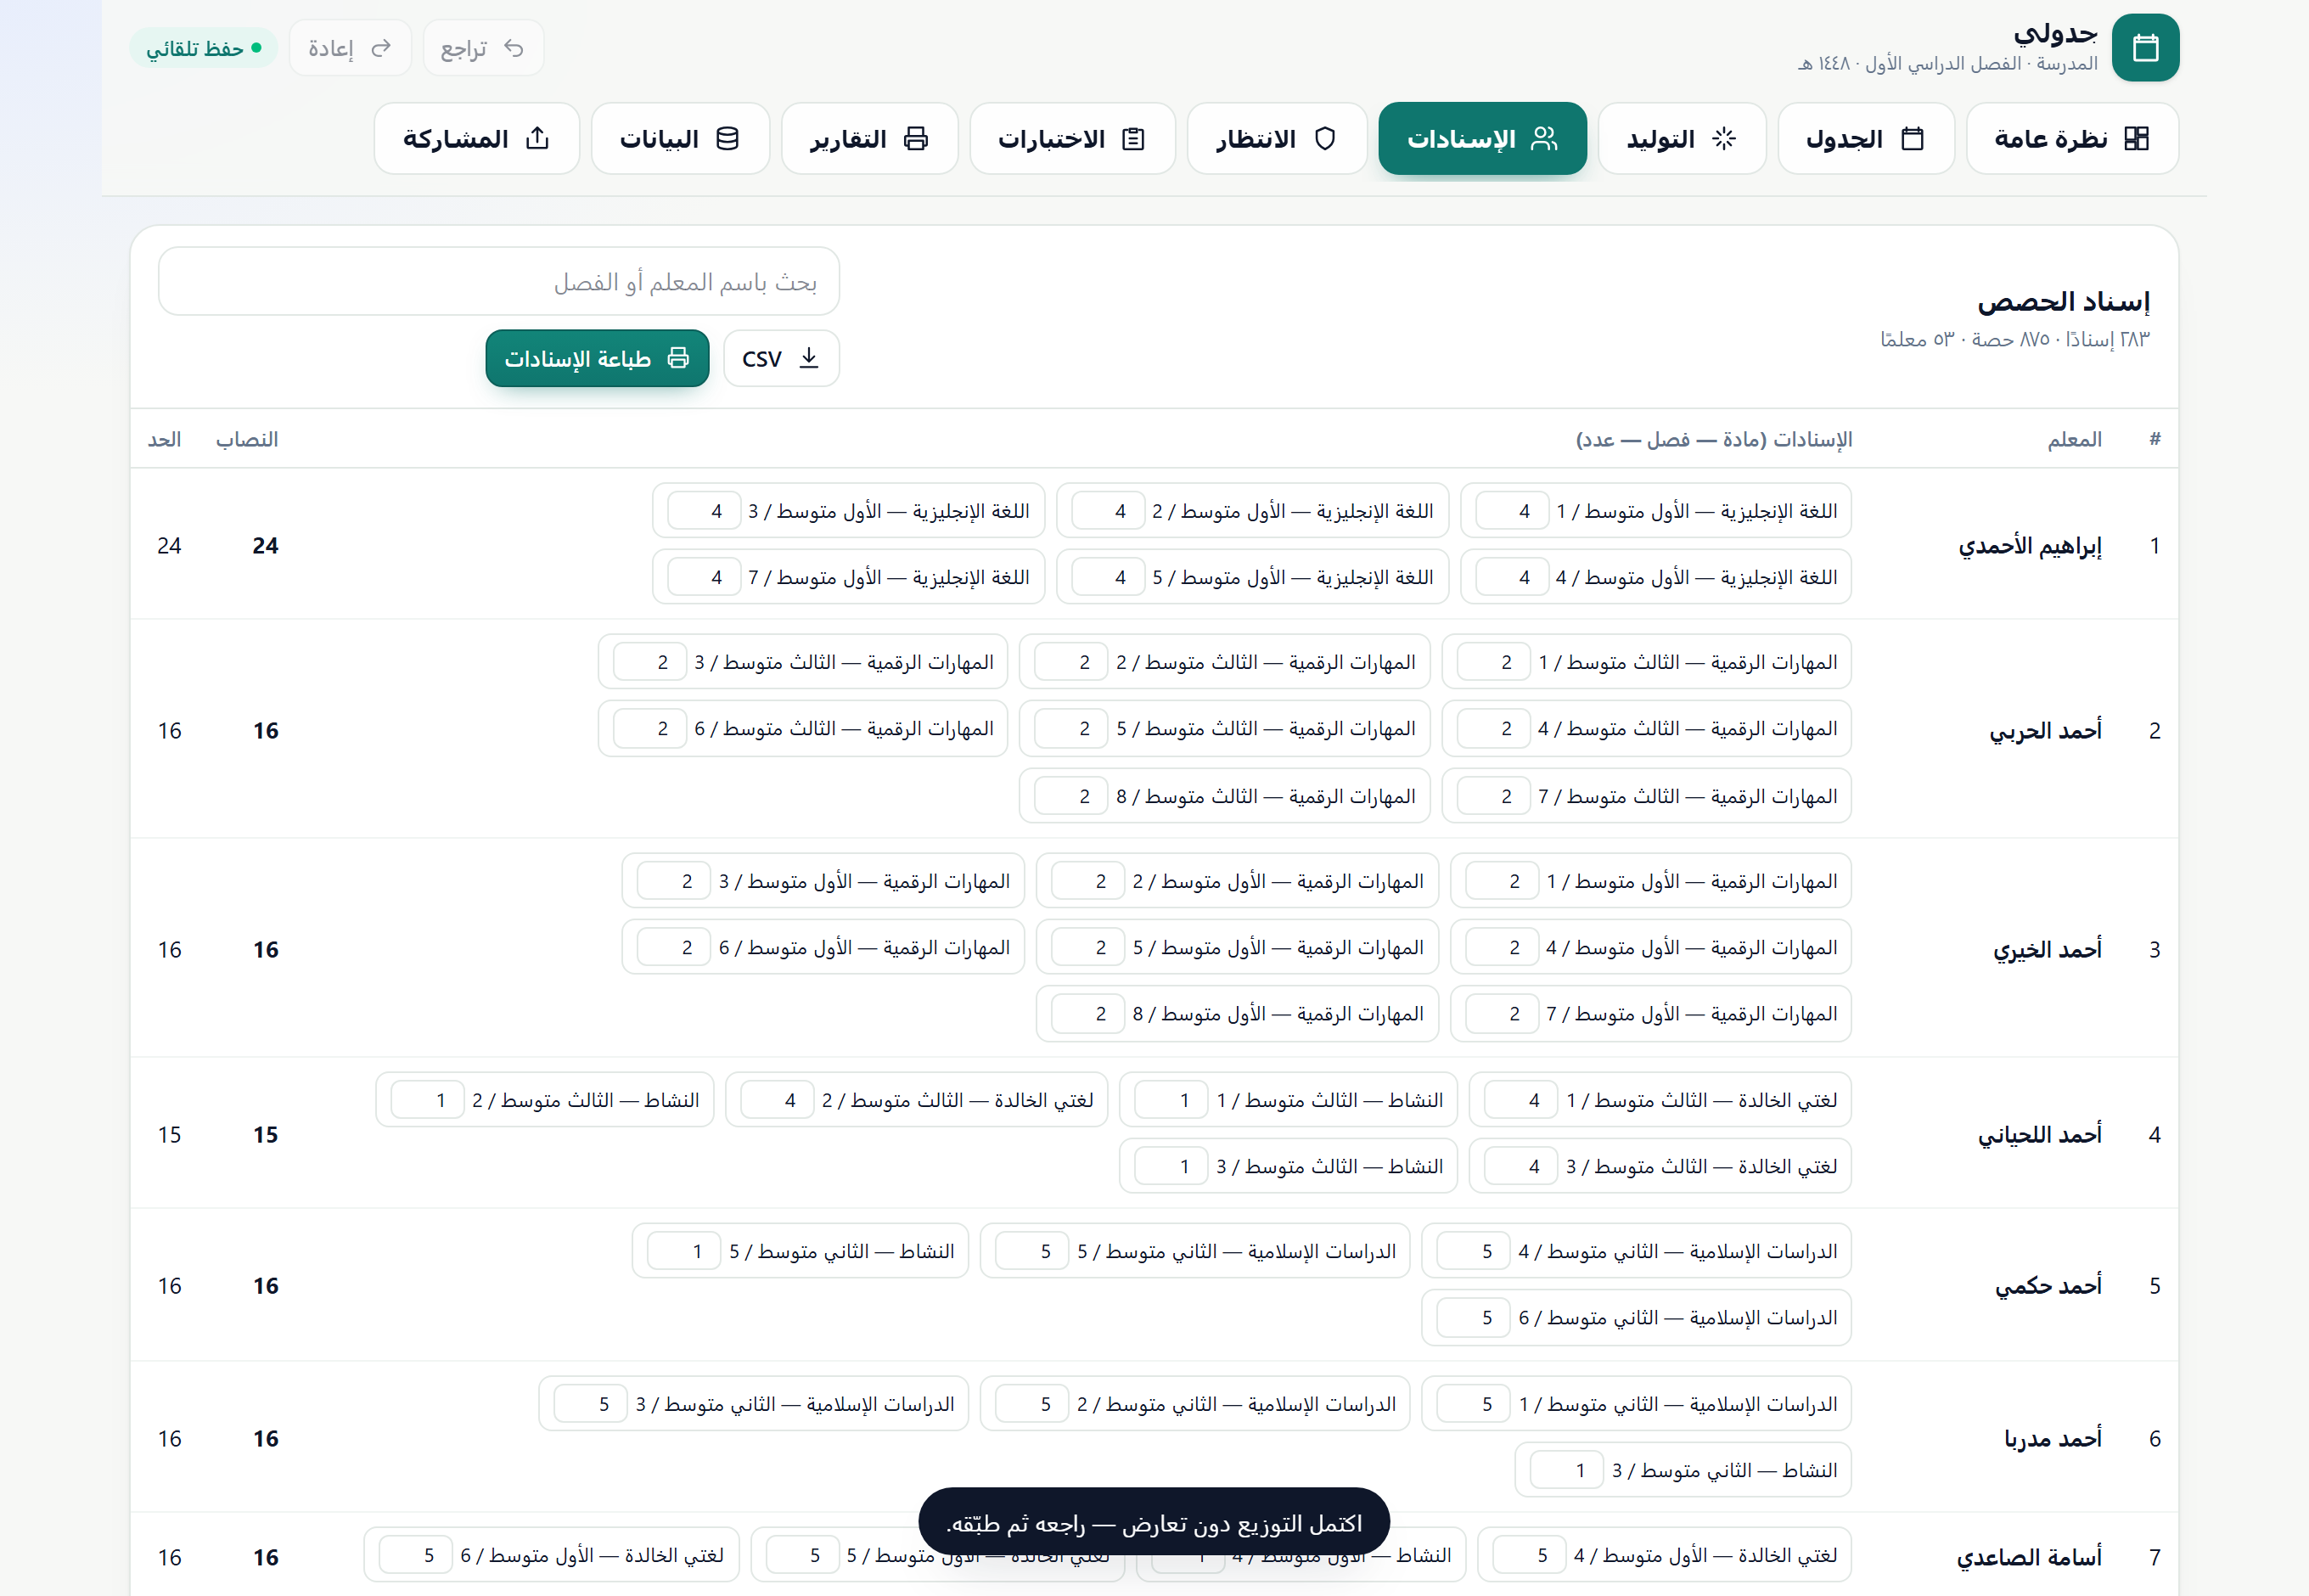 جدولي
المدرسة · الفصل الدراسي الأول · ١٤٤٨ هـ
تراجع
إعادة
حفظ تلقائي
نظرة عامة
الجدول
التوليد
الإسنادات
الانتظار
الاختبارات
التقارير
البيانات
المشاركة
إسناد الحصص
٢٨٣ إسنادًا · ٨٧٥ حصة · ٥٣ معلمًا
بحث باسم المعلم أو الفصل
CSV
طباعة الإسنادات
# المعلم الإسنادات (مادة — فصل — عدد) النصاب الحد
1 إبراهيم الأحمدي 24 24
اللغة الإنجليزية — الأول متوسط / 1 4 اللغة الإنجليزية — الأول متوسط / 2 4 اللغة الإنجليزية — الأول متوسط / 3 4
اللغة الإنجليزية — الأول متوسط / 4 4 اللغة الإنجليزية — الأول متوسط / 5 4 اللغة الإنجليزية — الأول متوسط / 7 4
2 أحمد الحربي 16 16
المهارات الرقمية — الثالث متوسط / 1 2 المهارات الرقمية — الثالث متوسط / 2 2 المهارات الرقمية — الثالث متوسط / 3 2
المهارات الرقمية — الثالث متوسط / 4 2 المهارات الرقمية — الثالث متوسط / 5 2 المهارات الرقمية — الثالث متوسط / 6 2
المهارات الرقمية — الثالث متوسط / 7 2 المهارات الرقمية — الثالث متوسط / 8 2
3 أحمد الخيري 16 16
المهارات الرقمية — الأول متوسط / 1 2 المهارات الرقمية — الأول متوسط / 2 2 المهارات الرقمية — الأول متوسط / 3 2
المهارات الرقمية — الأول متوسط / 4 2 المهارات الرقمية — الأول متوسط / 5 2 المهارات الرقمية — الأول متوسط / 6 2
المهارات الرقمية — الأول متوسط / 7 2 المهارات الرقمية — الأول متوسط / 8 2
4 أحمد اللحياني 15 15
لغتي الخالدة — الثالث متوسط / 1 4 النشاط — الثالث متوسط / 1 1 لغتي الخالدة — الثالث متوسط / 2 4 النشاط — الثالث متوسط / 2 1
لغتي الخالدة — الثالث متوسط / 3 4 النشاط — الثالث متوسط / 3 1
5 أحمد حكمي 16 16
الدراسات الإسلامية — الثاني متوسط / 4 5 الدراسات الإسلامية — الثاني متوسط / 5 5 النشاط — الثاني متوسط / 5 1
الدراسات الإسلامية — الثاني متوسط / 6 5
6 أحمد مدربا 16 16
الدراسات الإسلامية — الثاني متوسط / 1 5 الدراسات الإسلامية — الثاني متوسط / 2 5 الدراسات الإسلامية — الثاني متوسط / 3 5
النشاط — الثاني متوسط / 3 1
7 أسامة الصاعدي 16 16
لغتي الخالدة — الأول متوسط / 4 5 النشاط — الأول متوسط / 4 1 لغتي الخالدة — الأول متوسط / 5 5 لغتي الخالدة — الأول متوسط / 6 5
اكتمل التوزيع دون تعارض — راجعه ثم طبّقه.